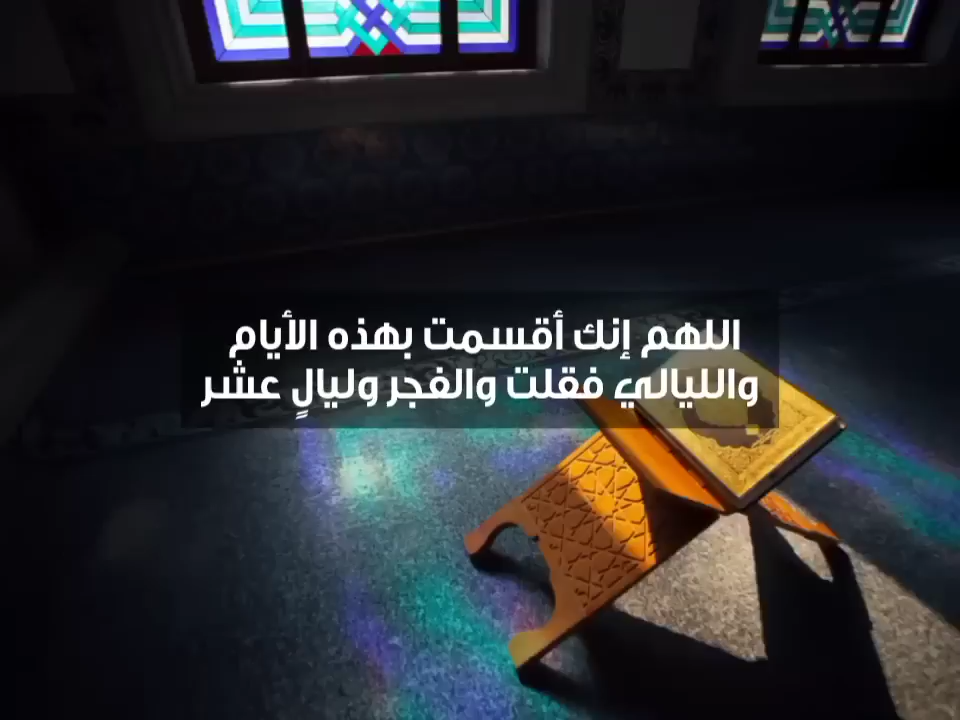 اللهم إنك أقسمت بهذه الأيام
والليالي فقلت والفجر وليالٍ عشر